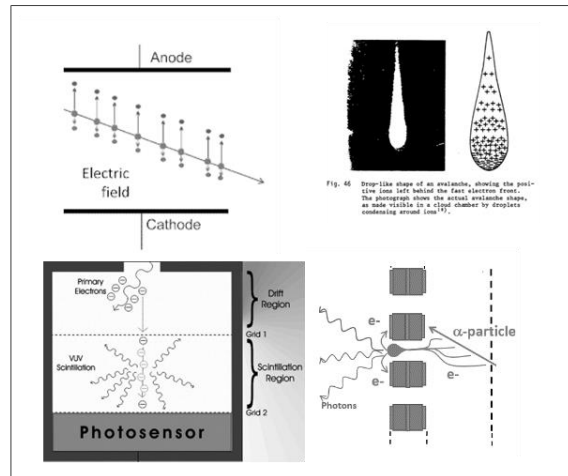 Anode
Electric
field
Cathode
Fig. 46 Drop-like shape of an avalanche, showing the posi-
tive ions left behind the fast electron front.
The photograph shows the actual avalanche shape,
as made visible in a cloud chamber by droplets
condensing around ions
Primary
Electrons
Drift
Region
Grid 1
VUV
Scintillation
Scintillation
Region
Grid 2
Photosensor
e-
α-particle
e-
e-
Photons